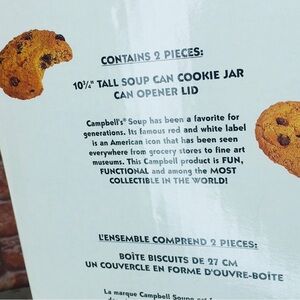 CONTAINS 2 PIECES:
10¾" TALL SOUP CAN COOKIE JAR
CAN OPENER LID
Campbell's® Soup has been a favorite for
generations. Its famous red and white label
is an American icon that has been seen
everywhere from grocery stores to fine art
museums. This Campbell product is FUN,
FUNCTIONAL and among the MOST
COLLECTIBLE IN THE WORLD!
L'ENSEMBLE COMPREND 2 PIECES:
BOÎTE BISCUITS DE 27 CM
UN COUVERCLE EN FORME D'OUVRE-BOÎTE
La marque Campbell Soupe